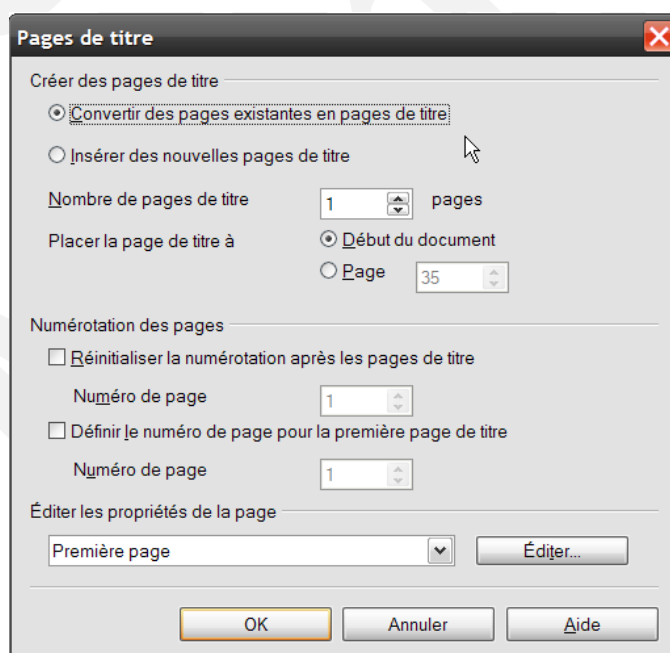 Pages de titre
Créer des pages de titre
Convertir des pages existantes en pages de titre
Insérer des nouvelles pages de titre
Nombre de pages de titre 1 pages
Placer la page de titre à Début du document
Page 35
Numérotation des pages
Réinitialiser la numérotation après les pages de titre
Numéro de page 1
Définir le numéro de page pour la première page de titre
Numéro de page 1
Éditer les propriétés de la page
Première page Éditer...
OK Annuler Aide